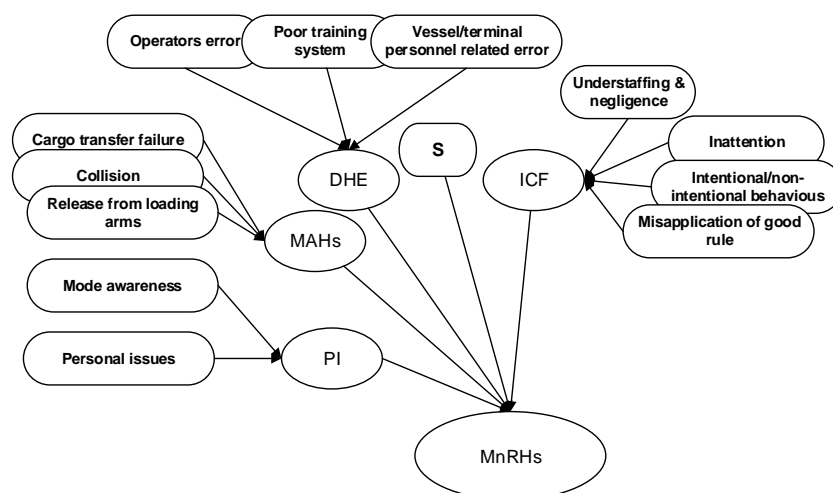 Operators error
Poor training
system
Vessel/terminal
personnel related error
Understaffing &
negligence
Cargo transfer failure
Collision
Release from loading
arms
DHE
S
ICF
Inattention
Intentional/non-
intentional behavious
Misapplication of good
rule
MAHs
Mode awareness
Personal issues
PI
MnRHs